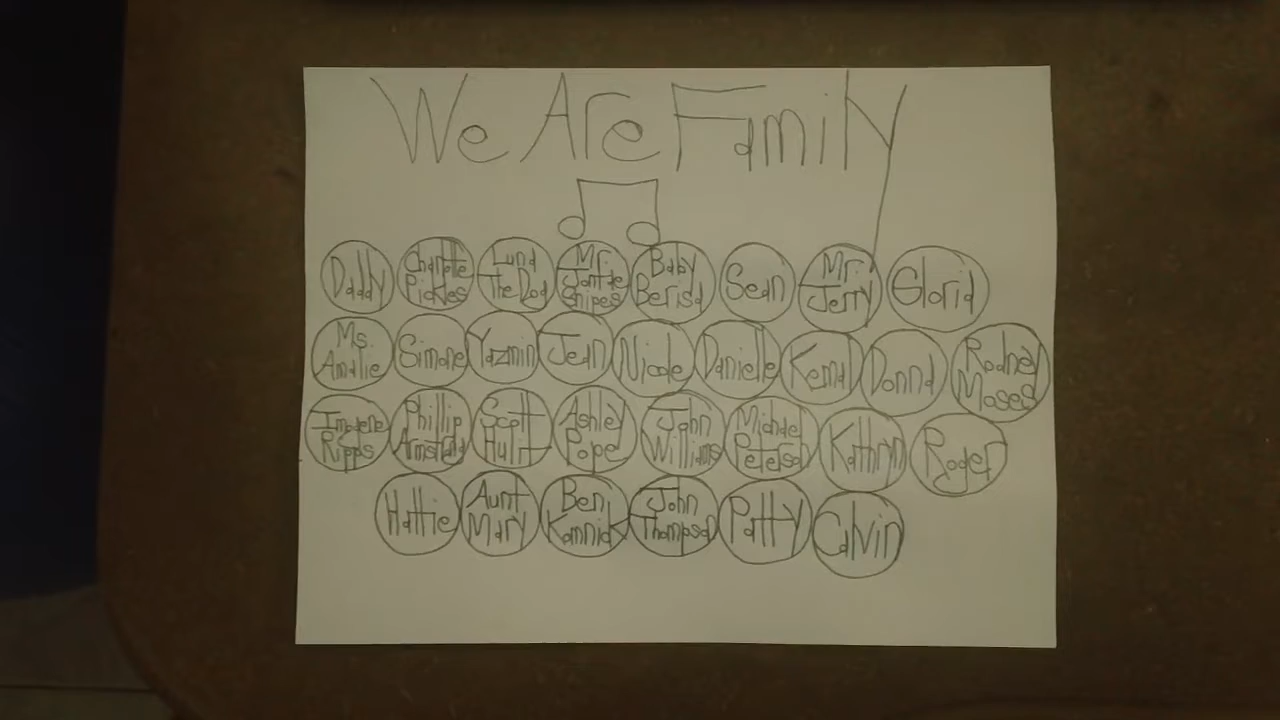 We Are Family
Daddy Charlotte Pickles Luna The Dog Mr. Snipes Baby Berisa Sean Mr. Jerry Gloria
Ms. Amalie Simone Yazmin Jean Nicole Danielle Kemal Donna Rodney Moses
Imogene Ripps Phillip Scott Hult Ashley Pope John Williams Michael Peterson Kathryn Roger
Hattie Aunt Mary Ben Kamnick John Thompson Patty Calvin